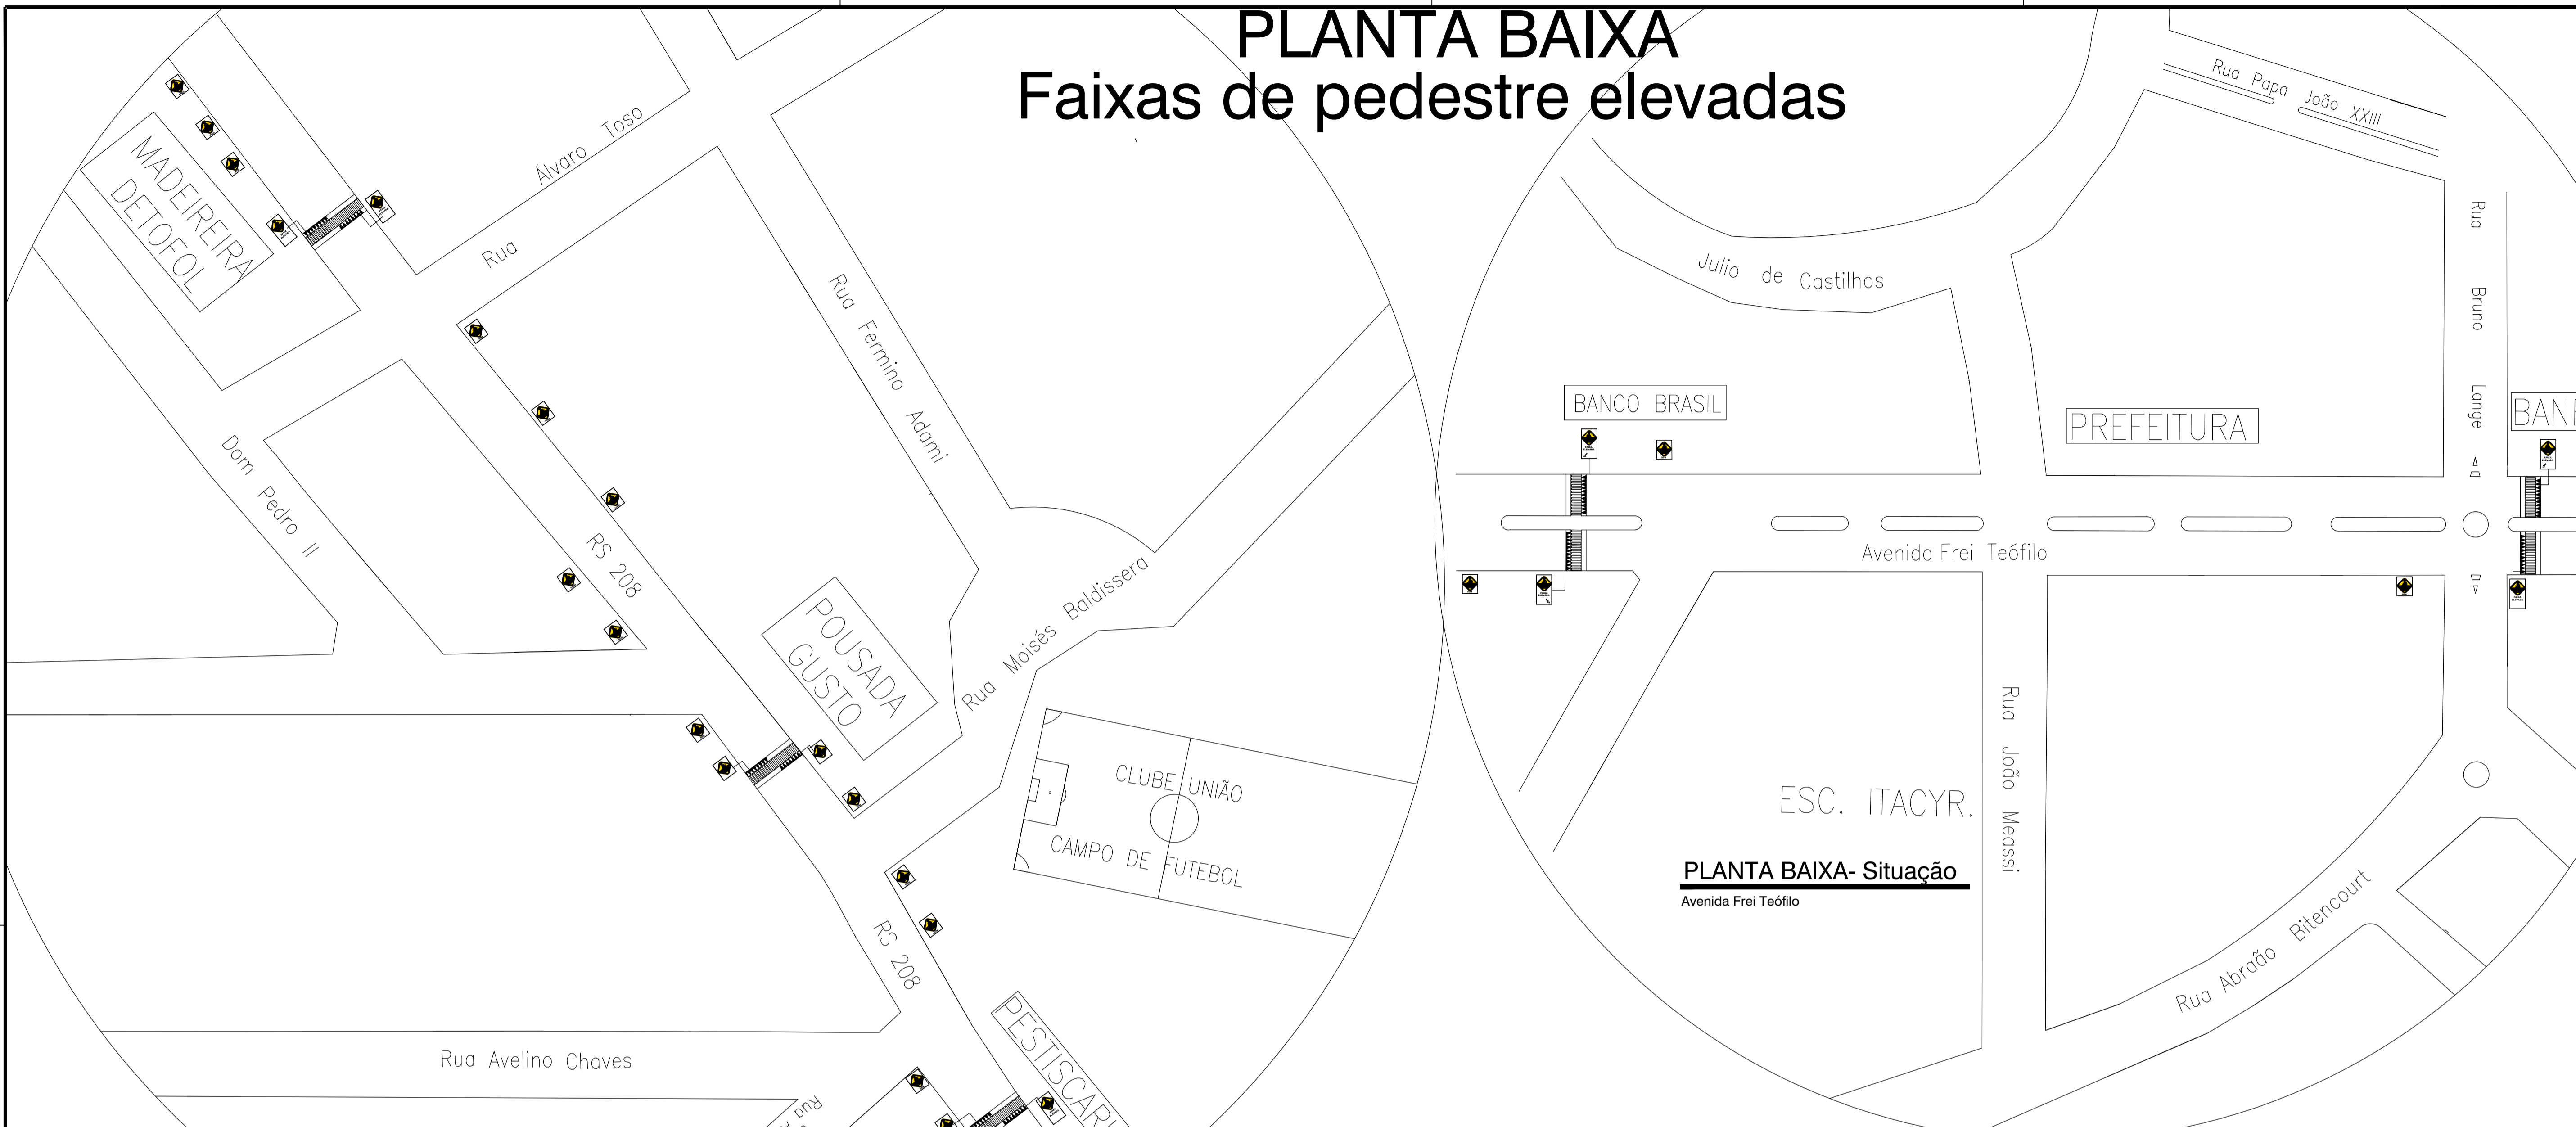 PLANTA BAIXA
Faixas de pedestre elevadas
MADEIREIRA
DETOFOL
Rua Álvaro Toso
Rua Fermino Adami
Dom Pedro II
RS 208
POUSADA
GUSTO
Rua Moisés Baldissera
CLUBE UNIÃO
CAMPO DE FUTEBOL
RS 208
Rua Avelino Chaves
Rua
Rua Papa João XXIII
Julio de Castilhos
Rua Bruno Lange
BANCO BRASIL
PREFEITURA
Avenida Frei Teófilo
Rua João Meassi
ESC. ITACYR.
PLANTA BAIXA- Situação
Avenida Frei Teófilo
Rua Abraão Bitencourt